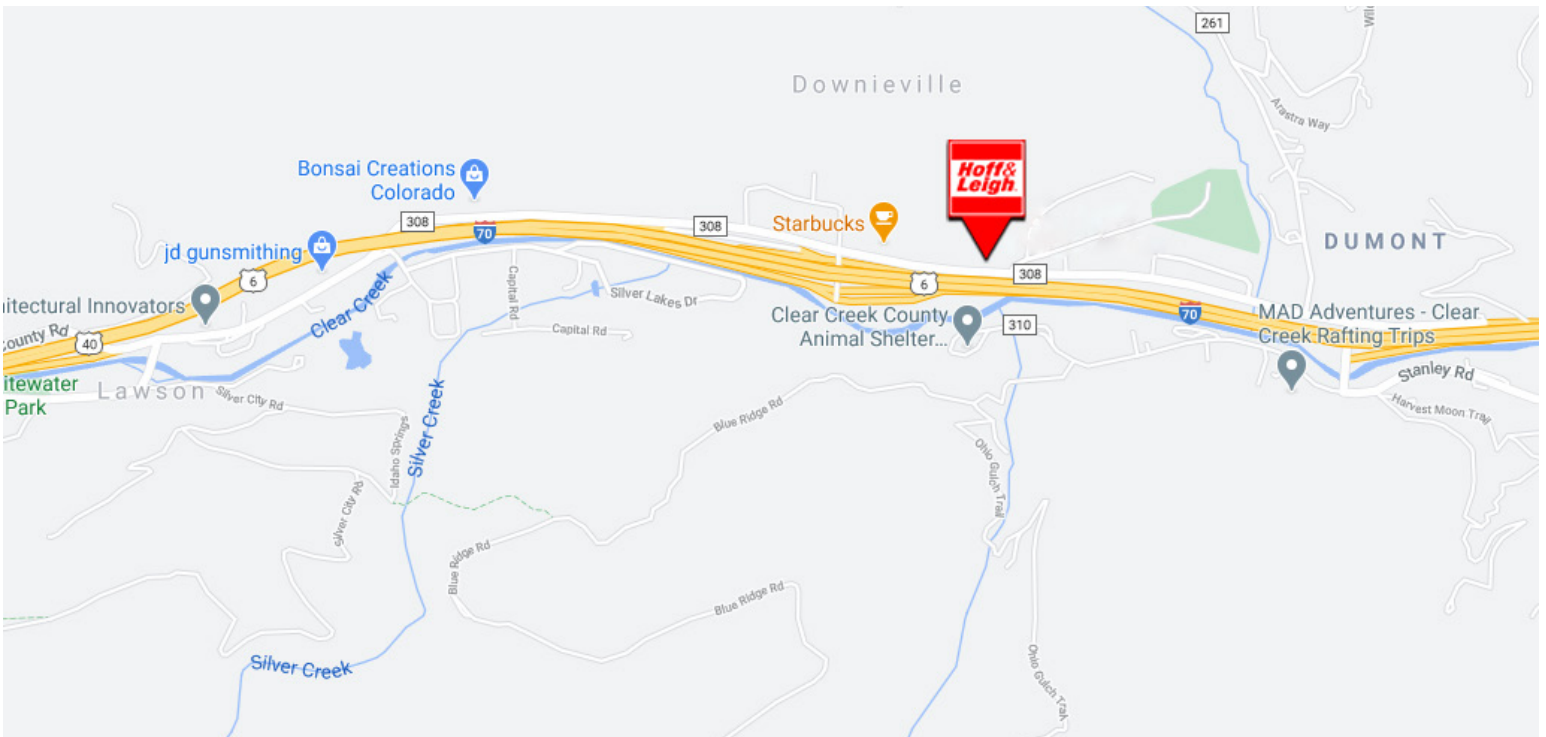 261
Wild
Downieville
Arastra Way
Hoff&
Leigh
Bonsai Creations
Colorado
308
70
308
Starbucks
DUMONT
jd gunsmithing
6
Capital Rd
Silver Lakes Dr
6
308
itectural Innovators
Clear Creek
Clear Creek County
Animal Shelter...
310
70
MAD Adventures - Clear
Creek Rafting Trips
County Rd
40
Capital Rd
itewater
Park
Lawson
Silver City Rd
Stanley Rd
Harvest Moon Trail
Blue Ridge Rd
Idaho Springs
Silver Creek
Ohio Gulch Trail
Silver City Rd
Blue Ridge Rd
Blue Ridge Rd
Silver Creek
Ohio Gulch Trail